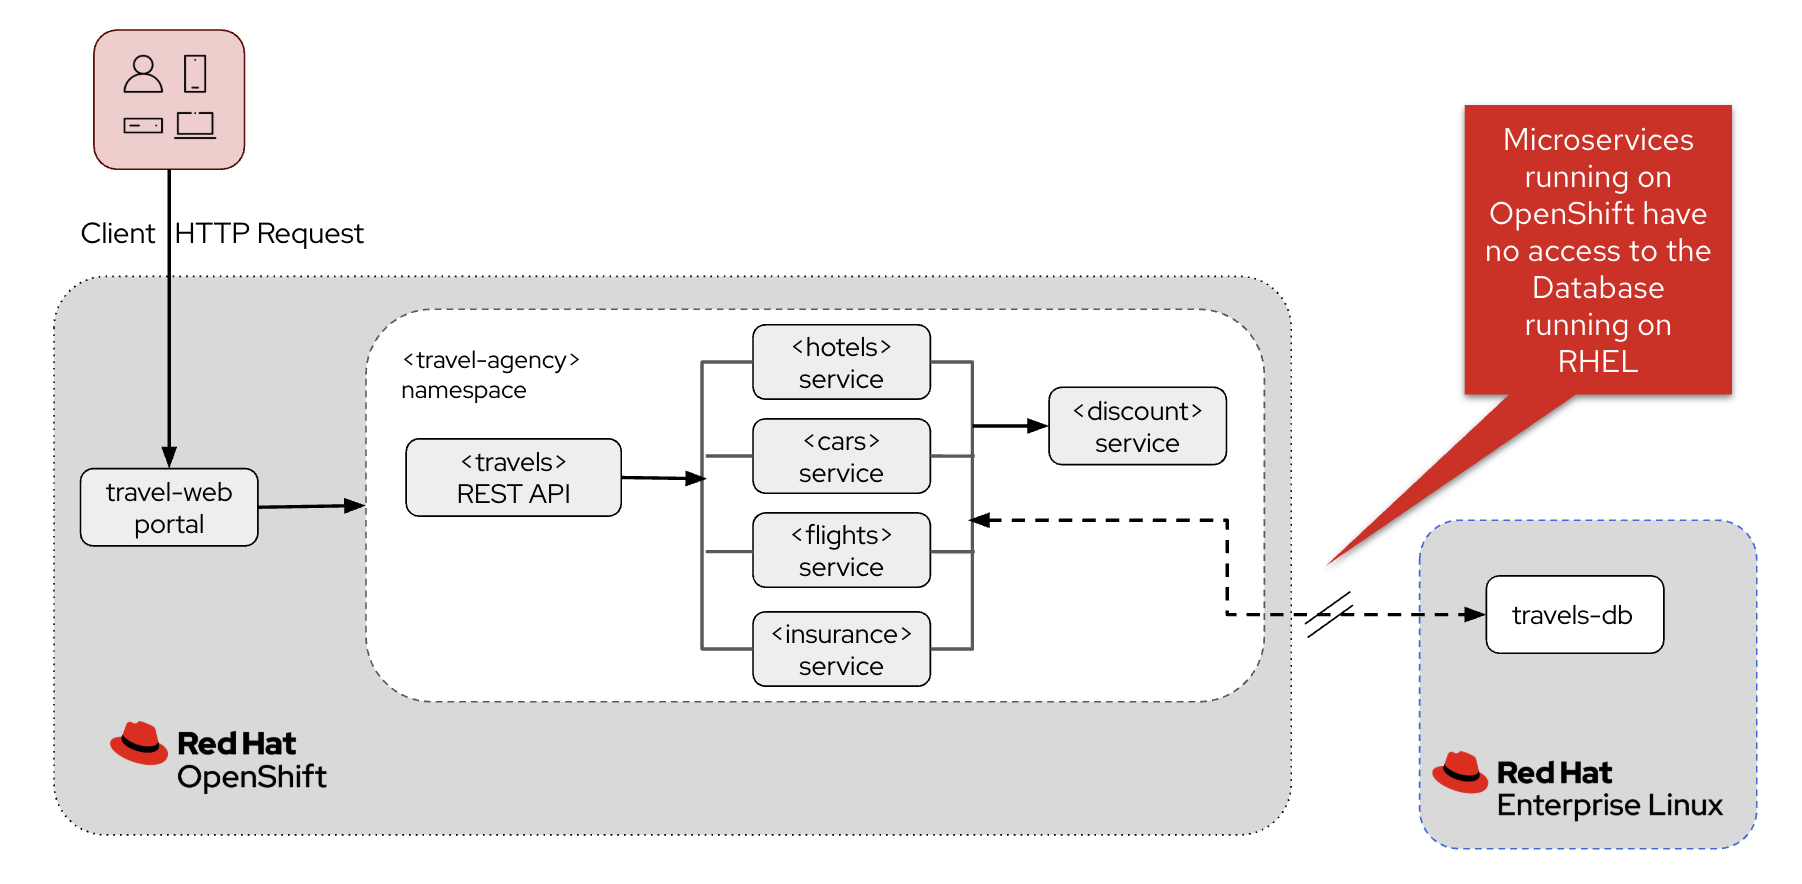 Client HTTP Request
Microservices
running on
OpenShift have
no access to the
Database
running on
RHEL
<travel-agency>
namespace
travel-web
portal
<travels>
REST API
<hotels>
service
<cars>
service
<flights>
service
<insurance>
service
<discount>
service
travels-db
Red Hat
OpenShift
Red Hat
Enterprise Linux